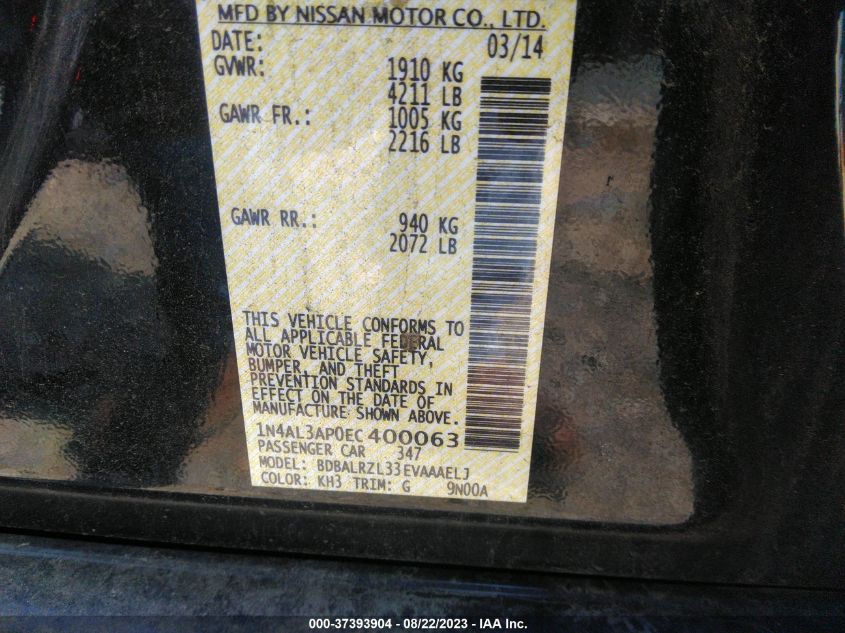 MFD BY NISSAN MOTOR CO., LTD.
DATE: 03/14
GVWR: 1910 KG
4211 LB
GAWR FR.: 1005 KG
2216 LB
GAWR RR.: 940 KG
2072 LB
THIS VEHICLE CONFORMS TO
ALL APPLICABLE FEDERAL
MOTOR VEHICLE SAFETY,
BUMPER, AND THEFT
PREVENTION STANDARDS IN
EFFECT ON THE DATE OF
MANUFACTURE SHOWN ABOVE.
1N4AL3AP0EC400063
PASSENGER CAR 347
MODEL: BDBALRZL33EVAAAELJ
COLOR: KH3 TRIM: G 9N00A
000-37393904 - 08/22/2023 - IAA Inc.